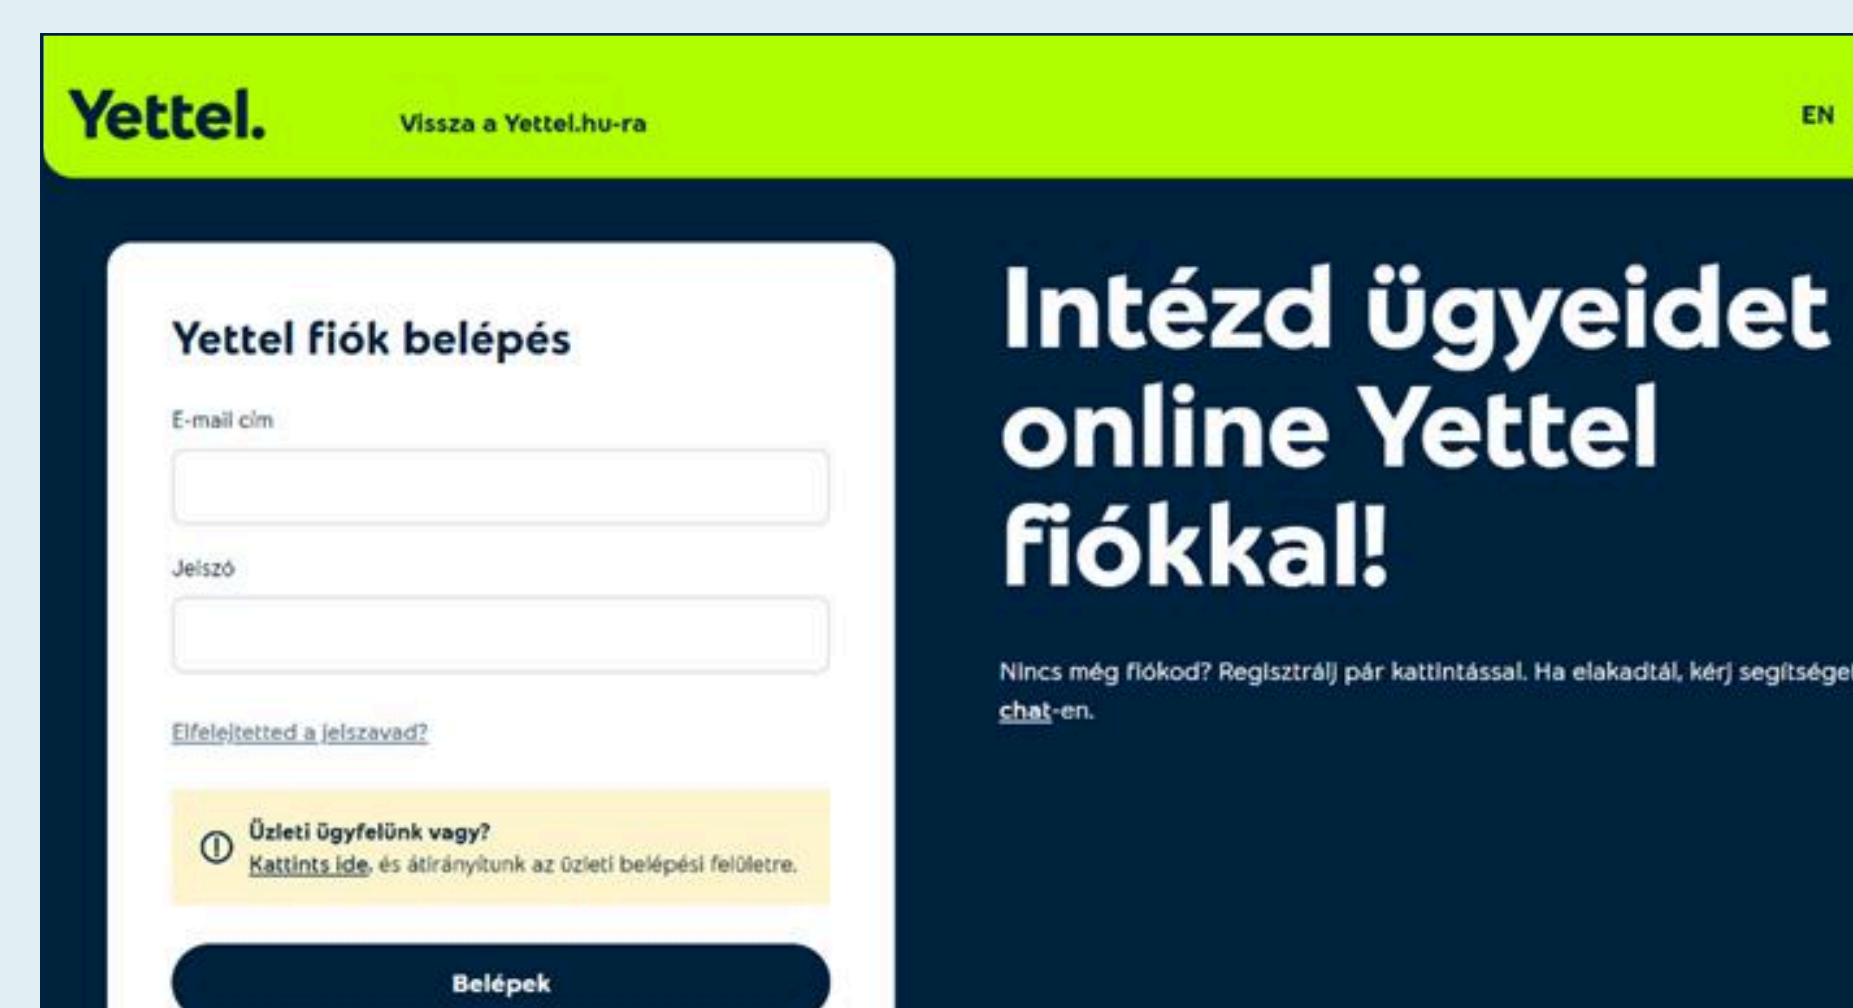 Yettel.
Vissza a Yettel.hu-ra
EN
Yettel fiók belépés
E-mail cím
Jelszó
Elfelejtetted a jelszavad?
Üzleti ügyfelünk vagy?
Kattints ide, és átirányítunk az üzleti belépési felületre.
Belépek
Intézd ügyeidet
online Yettel
fiókkal!
Nincs még fiókod? Regisztrálj pár kattintással. Ha elakadtál, kérj segítséget
chat-en.